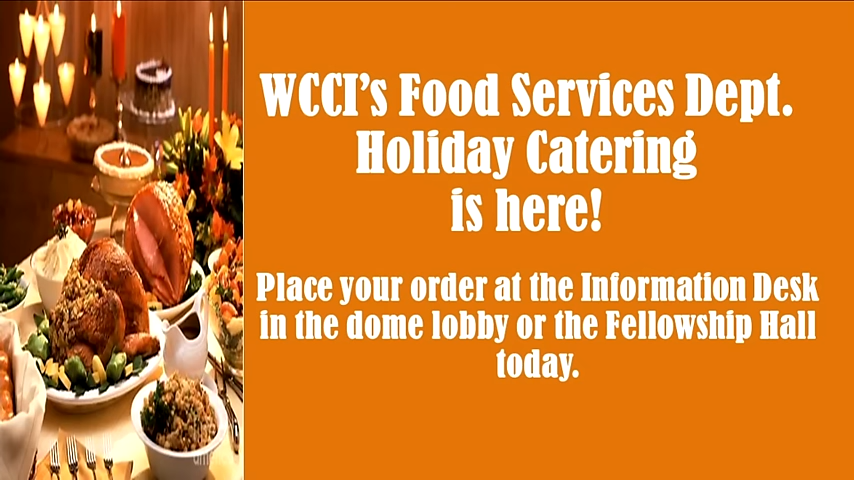 WCCI's Food Services Dept.
Holiday Catering
is here!
Place your order at the Information Desk
in the dome lobby or the Fellowship Hall
today.